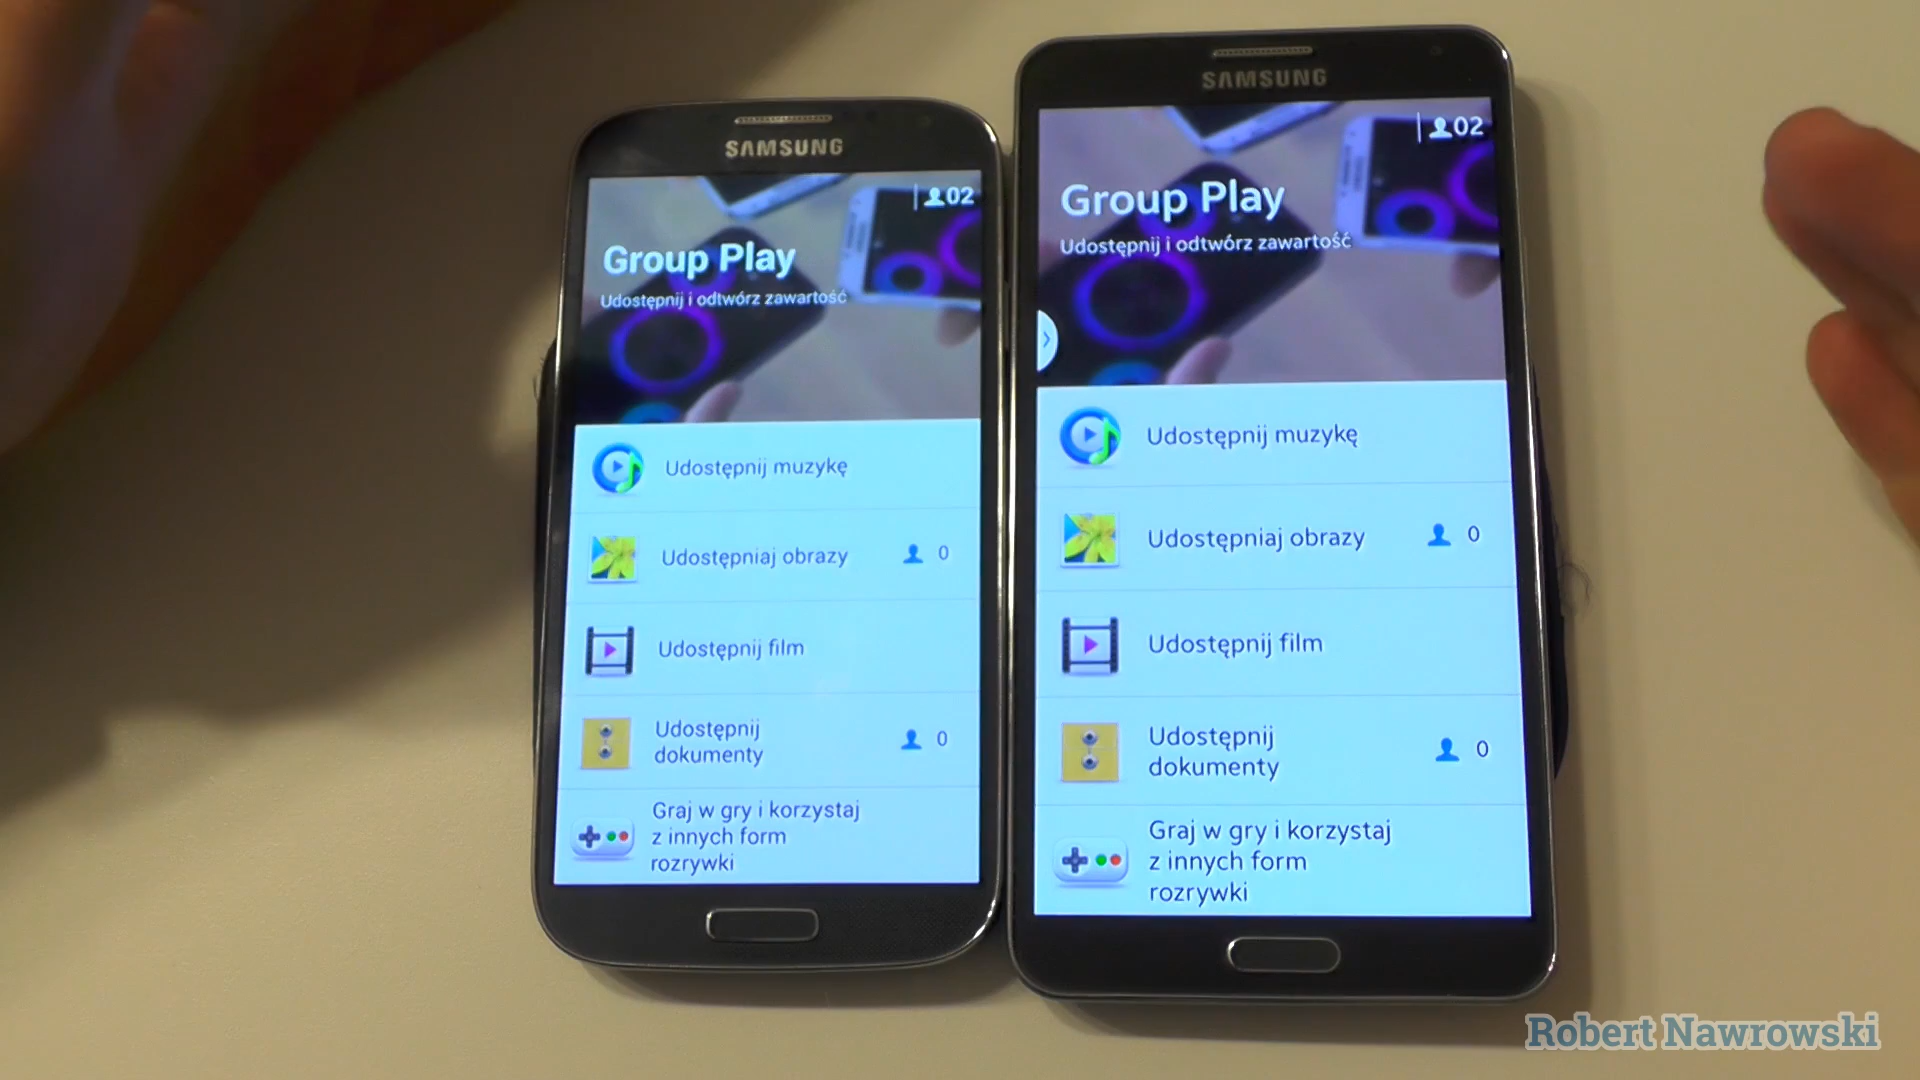 SAMSUNG
02
Group Play
Udostępnij i odtwórz zawartość
Udostępnij muzykę
Udostępniaj obrazy 0
Udostępnij film
Udostępnij
dokumenty 0
Graj w gry i korzystaj
z innych form
rozrywki
SAMSUNG
02
Group Play
Udostępnij i odtwórz zawartość
Udostępnij muzykę
Udostępniaj obrazy 0
Udostępnij film
Udostępnij
dokumenty 0
Graj w gry i korzystaj
z innych form
rozrywki
Robert Nawrowski